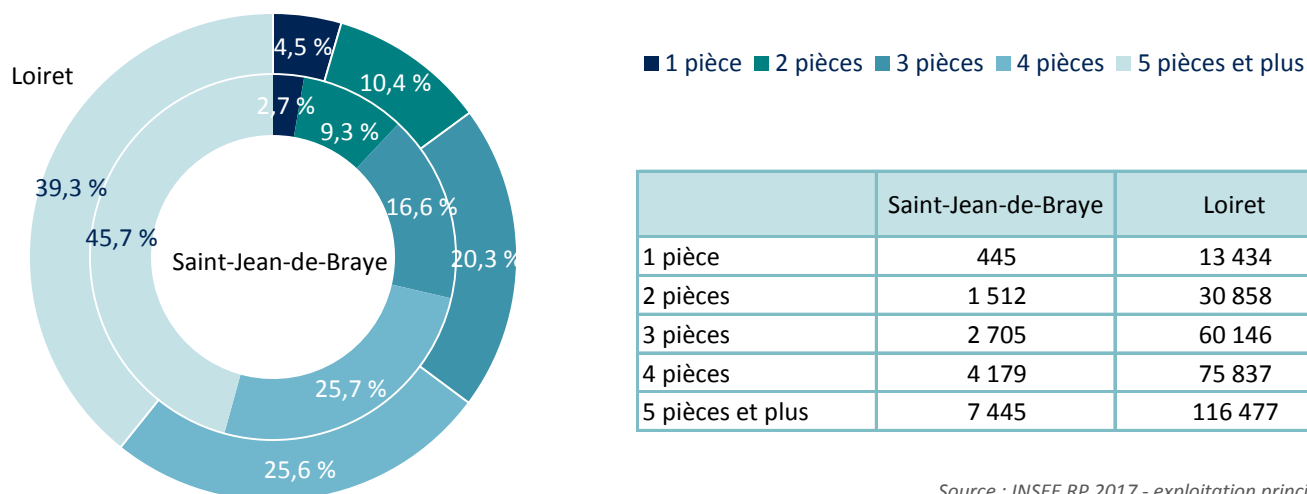 4,5 %
Loiret
1 pièce 2 pièces 3 pièces 4 pièces 5 pièces et plus
10,4 %
2,7 %
9,3 %
39,3 %
16,6 %
45,7 %
Saint-Jean-de-Braye
20,3 %
25,7 %
25,6 %
Saint-Jean-de-Braye Loiret
1 pièce 445 13 434
2 pièces 1 512 30 858
3 pièces 2 705 60 146
4 pièces 4 179 75 837
5 pièces et plus 7 445 116 477
Source : INSEE RP 2017 - exploitation princi